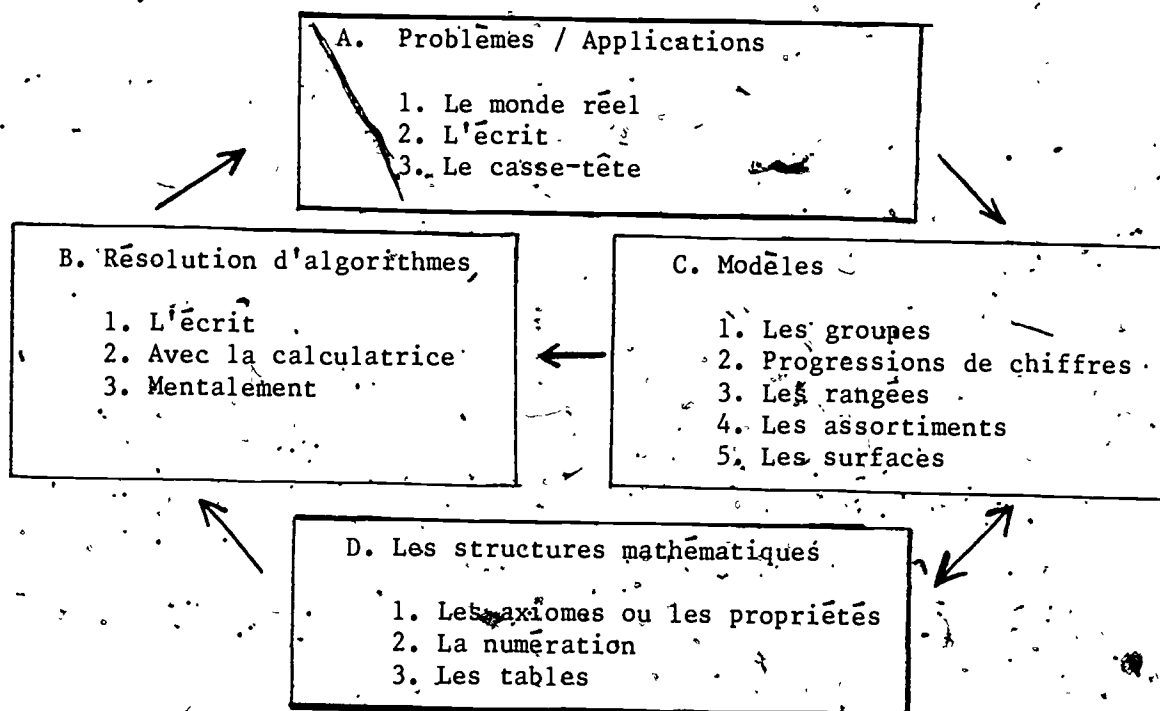 A. Problèmes / Applications
1. Le monde réel
2. L'écrit
3. Le casse-tête
B. Résolution d'algorithmes
1. L'écrit
2. Avec la calculatrice
3. Mentalement
C. Modèles
1. Les groupes
2. Progressions de chiffres
3. Les rangées
4. Les assortiments
5. Les surfaces
D. Les structures mathématiques
1. Les axiomes ou les propriétés
2. La numération
3. Les tables